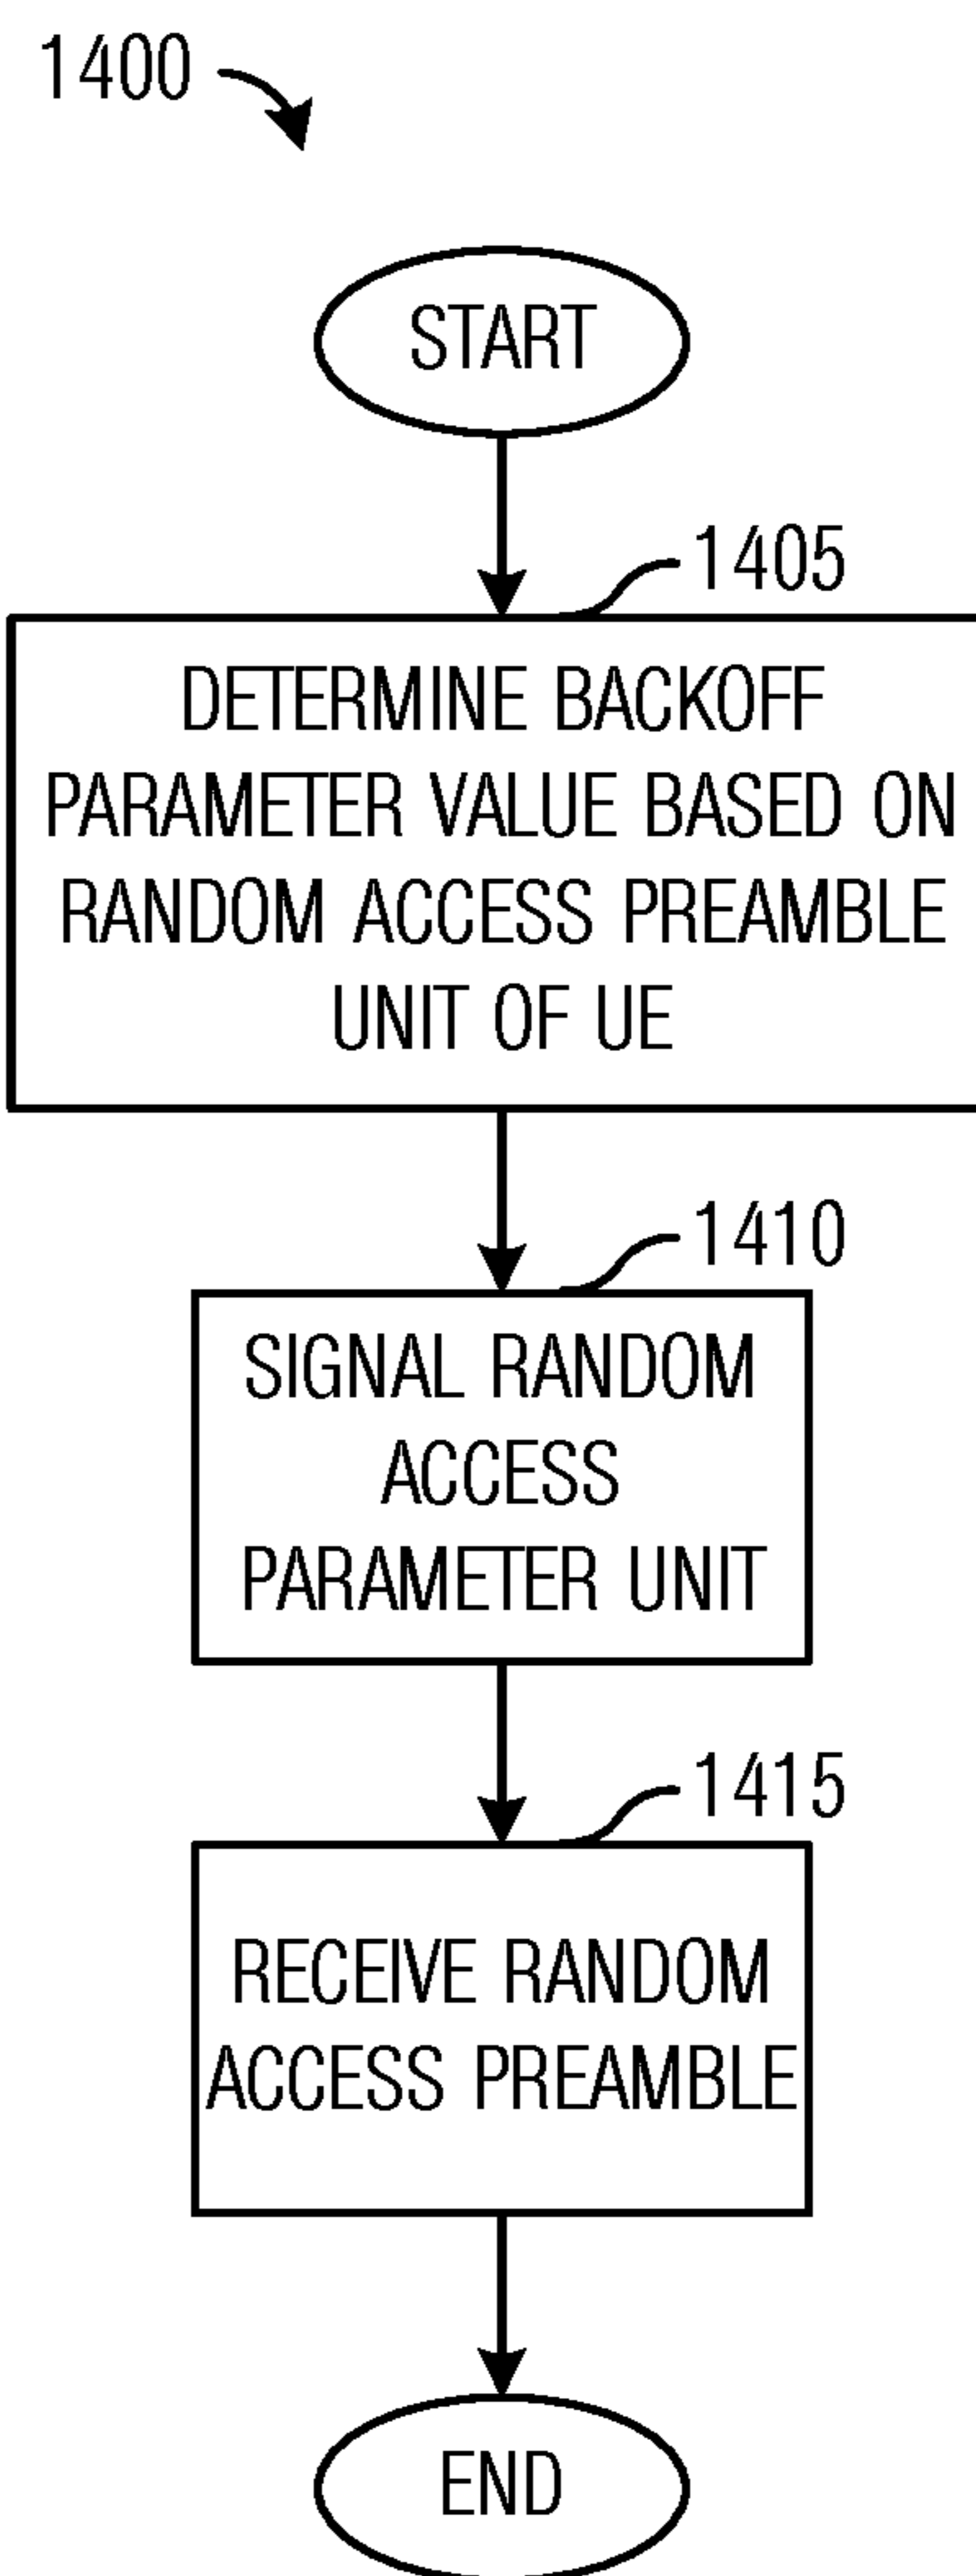 1400
START
1405
DETERMINE BACKOFF
PARAMETER VALUE BASED ON
RANDOM ACCESS PREAMBLE
UNIT OF UE
1410
SIGNAL RANDOM
ACCESS
PARAMETER UNIT
1415
RECEIVE RANDOM
ACCESS PREAMBLE
END